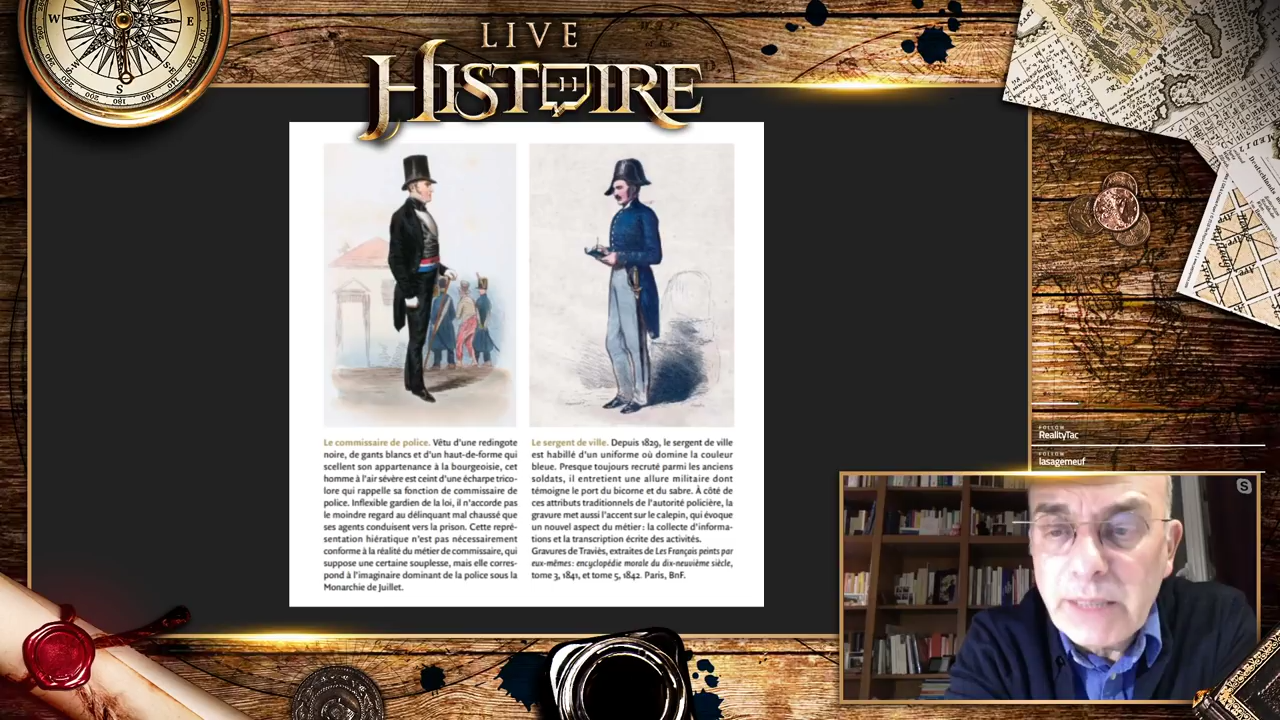 LIVE
HISTOIRE
Le commissaire de police. Vêtu d'une redingote
noire, de gants blancs et d'un haut-de-forme qui
scellent son appartenance à la bourgeoisie, cet
homme à l'air sévère est ceint d'une écharpe trico-
lore qui rappelle sa fonction de commissaire de
police. Inflexible gardien de la loi, il n'accorde pas
le moindre regard au délinquant mal chaussé que
ses agents conduisent vers la prison. Cette repré-
sentation hiératique n'est pas nécessairement
conforme à la réalité du métier de commissaire, qui
suppose une certaine souplesse, mais elle corres-
pond à l'imaginaire dominant de la police sous la
Monarchie de Juillet.
Le sergent de ville. Depuis 1829, le sergent de ville
est habillé d'un uniforme où domine la couleur
bleue. Presque toujours recruté parmi les anciens
soldats, il entretient une allure militaire dont
témoigne le port du bicorne et du sabre. À côté de
ces attributs traditionnels de l'autorité policière, la
gravure met aussi l'accent sur le calepin, qui évoque
un nouvel aspect du métier : la collecte d'informa-
tions et la transcription écrite des activités.
Gravures de Traviès, extraites de Les Français peints par
eux-mêmes : encyclopédie morale du dix-neuvième siècle,
tome 3, 1841, et tome 5, 1842. Paris, BnF.
FOLLOW
RealityTac
FOLLOW
lasagemeuf
W
E
S